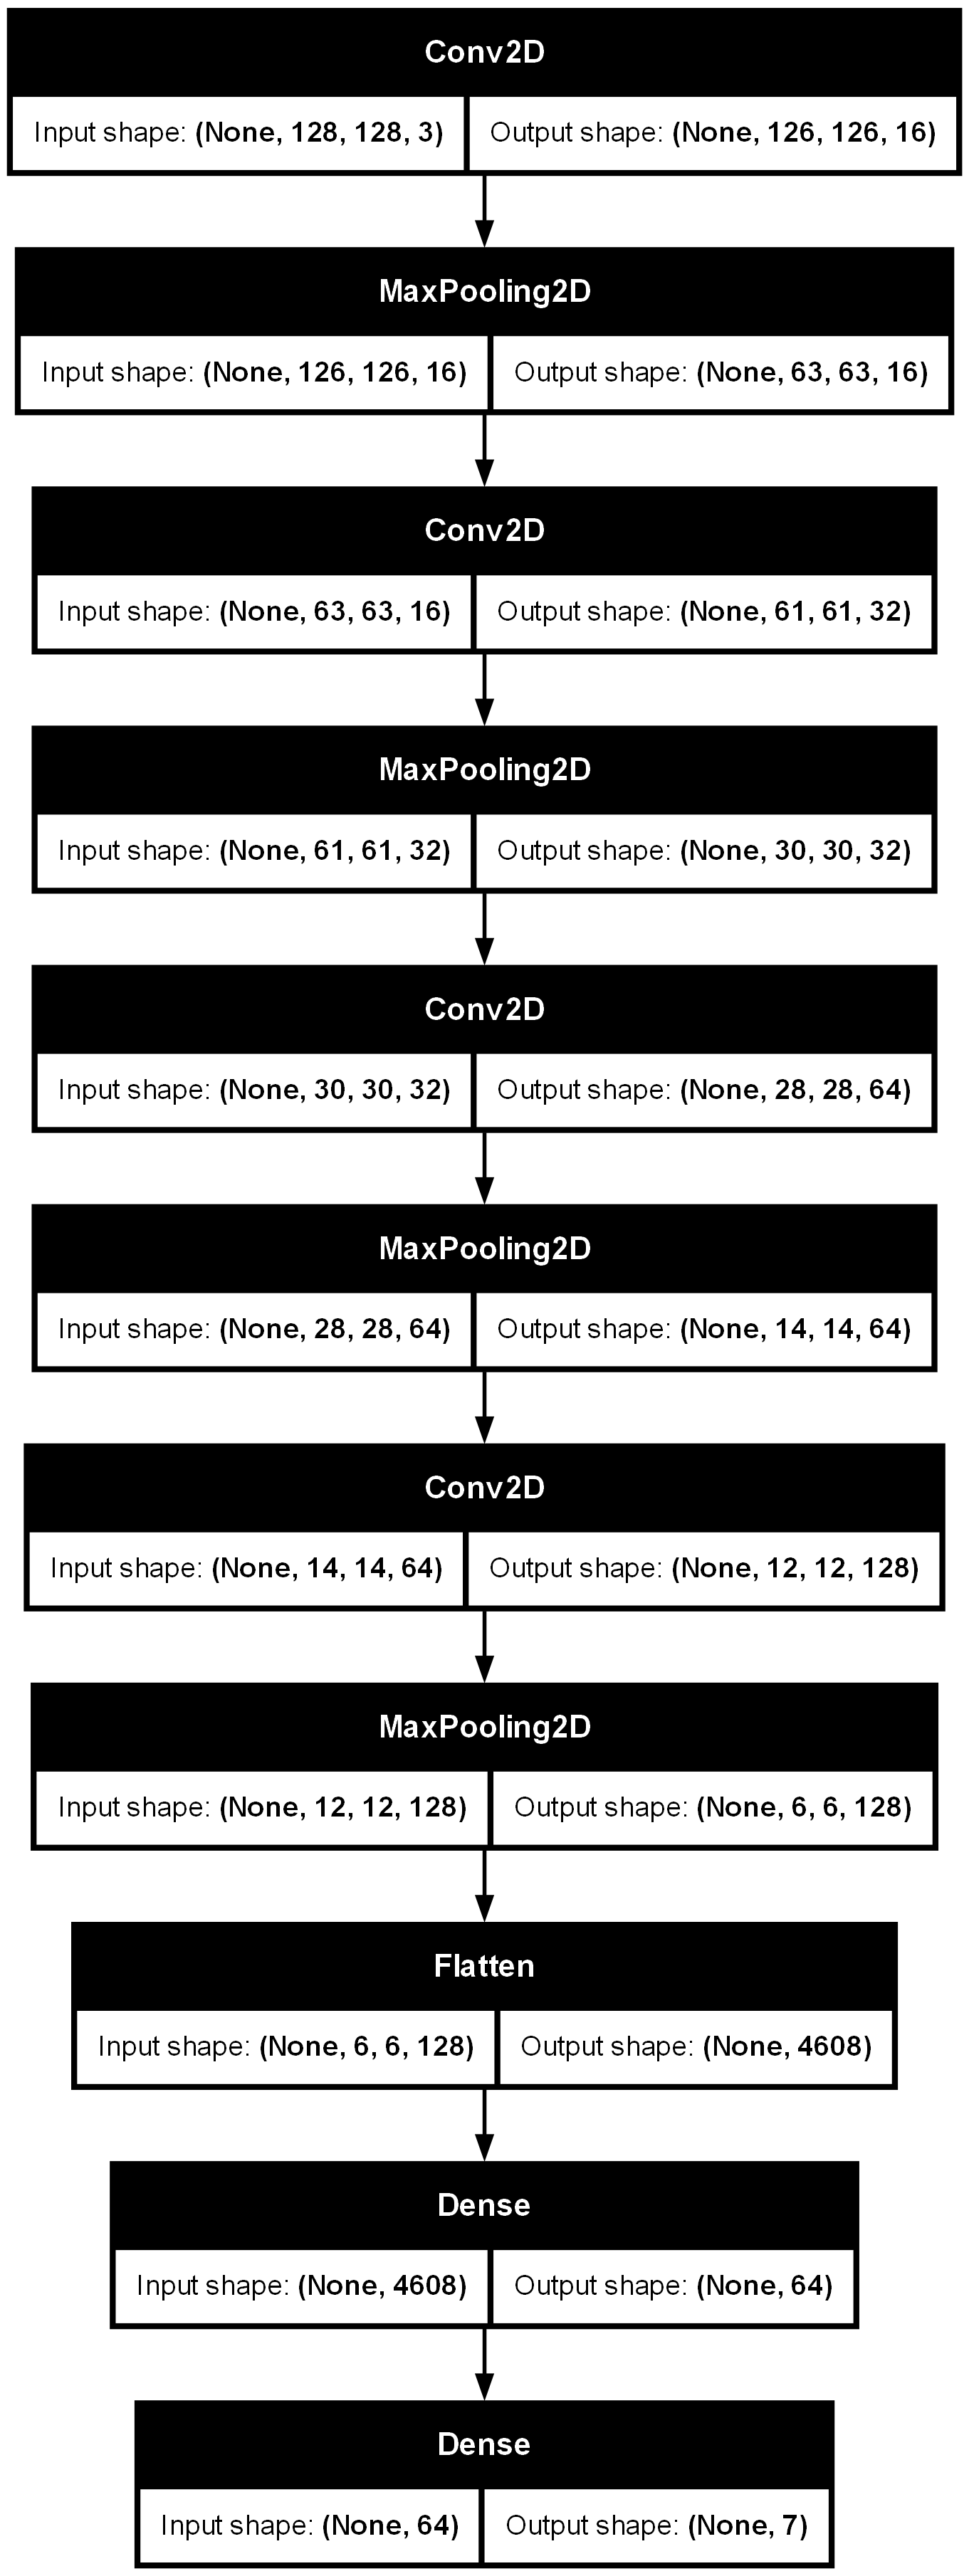 Conv2D
Input shape: (None, 128, 128, 3) Output shape: (None, 126, 126, 16)
MaxPooling2D
Input shape: (None, 126, 126, 16) Output shape: (None, 63, 63, 16)
Conv2D
Input shape: (None, 63, 63, 16) Output shape: (None, 61, 61, 32)
MaxPooling2D
Input shape: (None, 61, 61, 32) Output shape: (None, 30, 30, 32)
Conv2D
Input shape: (None, 30, 30, 32) Output shape: (None, 28, 28, 64)
MaxPooling2D
Input shape: (None, 28, 28, 64) Output shape: (None, 14, 14, 64)
Conv2D
Input shape: (None, 14, 14, 64) Output shape: (None, 12, 12, 128)
MaxPooling2D
Input shape: (None, 12, 12, 128) Output shape: (None, 6, 6, 128)
Flatten
Input shape: (None, 6, 6, 128) Output shape: (None, 4608)
Dense
Input shape: (None, 4608) Output shape: (None, 64)
Dense
Input shape: (None, 64) Output shape: (None, 7)